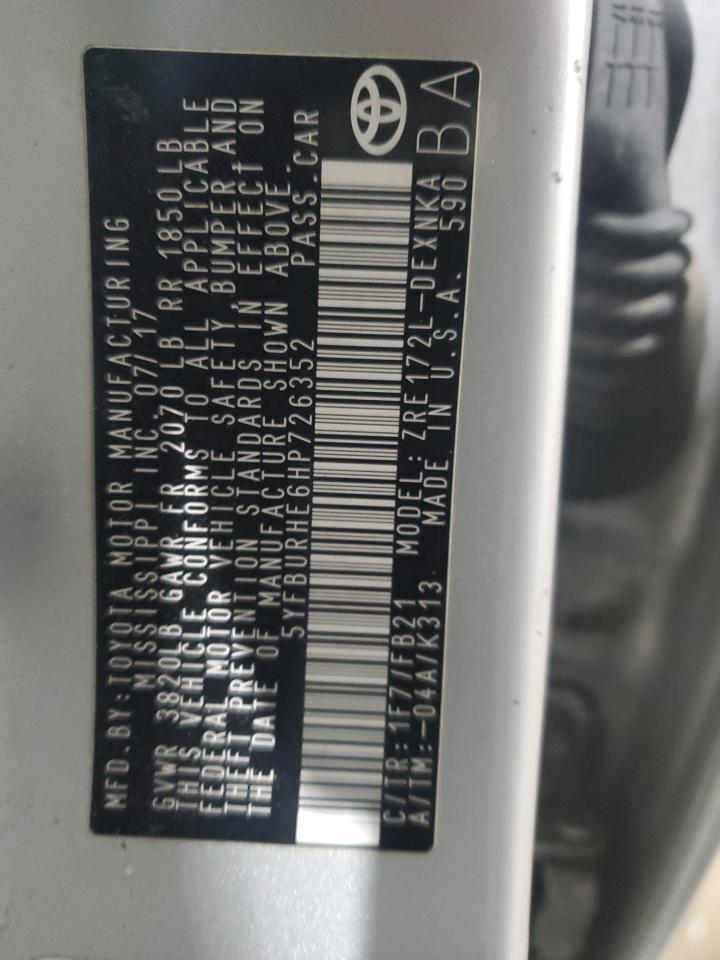 MFD.BY:TOYOTA MOTOR MANUFACTURING
MISSISSIPPI INC.07/17
GVWR 3820LB GAWR FR 2070 LB RR 1850LB
THIS VEHICLE CONFORMS TO ALL APPLICABLE
FEDERAL MOTOR VEHICLE SAFETY, BUMPER, AND
THEFT PREVENTION STANDARDS IN EFFECT ON
THE DATE OF MANUFACTURE SHOWN ABOVE.
5YFBURHE6HP726352 PASS.CAR
C/TR:1F7/FB21 MODEL:ZRE172L-DEXNKA
A/TM:-04A/K313 MADE IN U.S.A. 590
BA